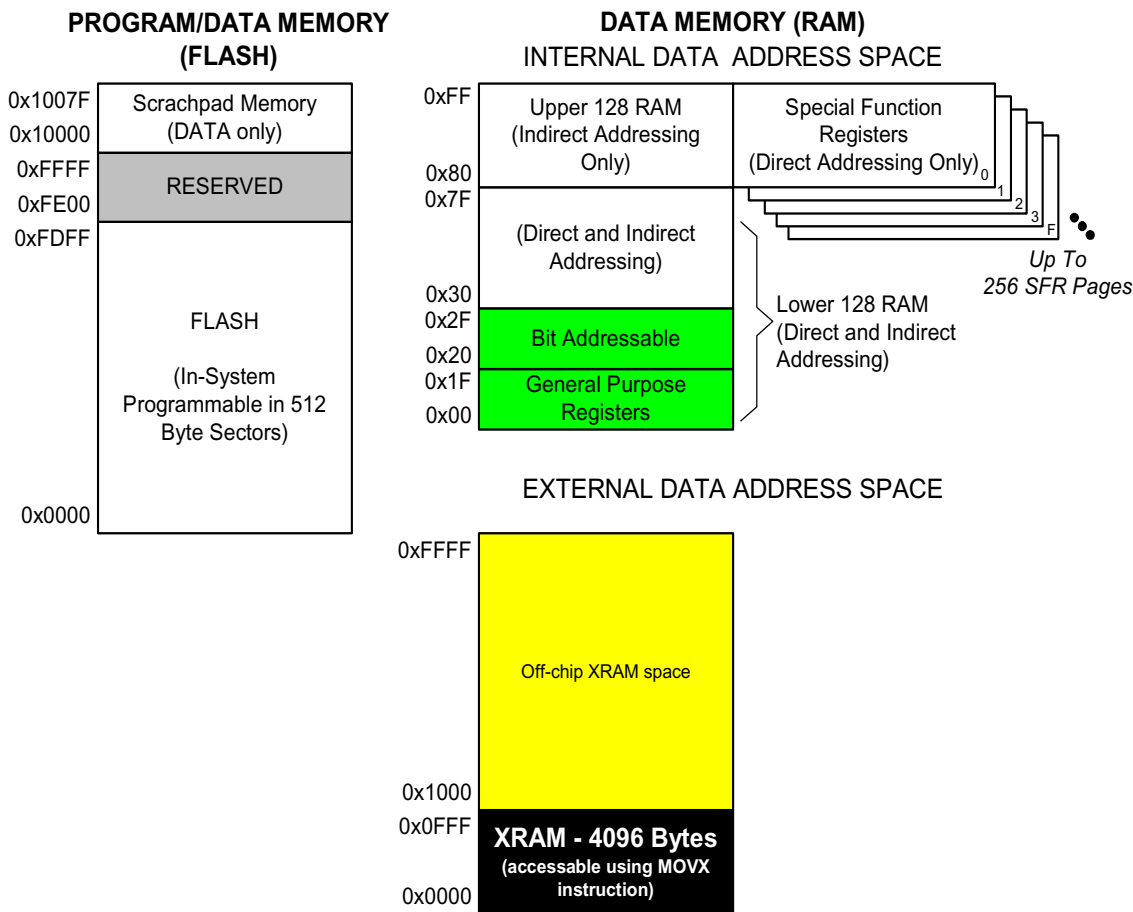 PROGRAM/DATA MEMORY
(FLASH)
0x1007F
Scrachpad Memory
0x10000
(DATA only)
0xFFFF
RESERVED
0xFE00
0xFDFF
FLASH
(In-System
Programmable in 512
Byte Sectors)
0x0000
DATA MEMORY (RAM)
INTERNAL DATA ADDRESS SPACE
0xFF
Upper 128 RAM
(Indirect Addressing
Only)
0x80
Special Function
Registers
(Direct Addressing Only)
0
1
2
3
F
Up To
256 SFR Pages
0x7F
(Direct and Indirect
Addressing)
0x30
0x2F
Bit Addressable
0x20
0x1F
General Purpose
Registers
0x00
Lower 128 RAM
(Direct and Indirect
Addressing)
EXTERNAL DATA ADDRESS SPACE
0xFFFF
Off-chip XRAM space
0x1000
0x0FFF
XRAM - 4096 Bytes
(accessable using MOVX
instruction)
0x0000